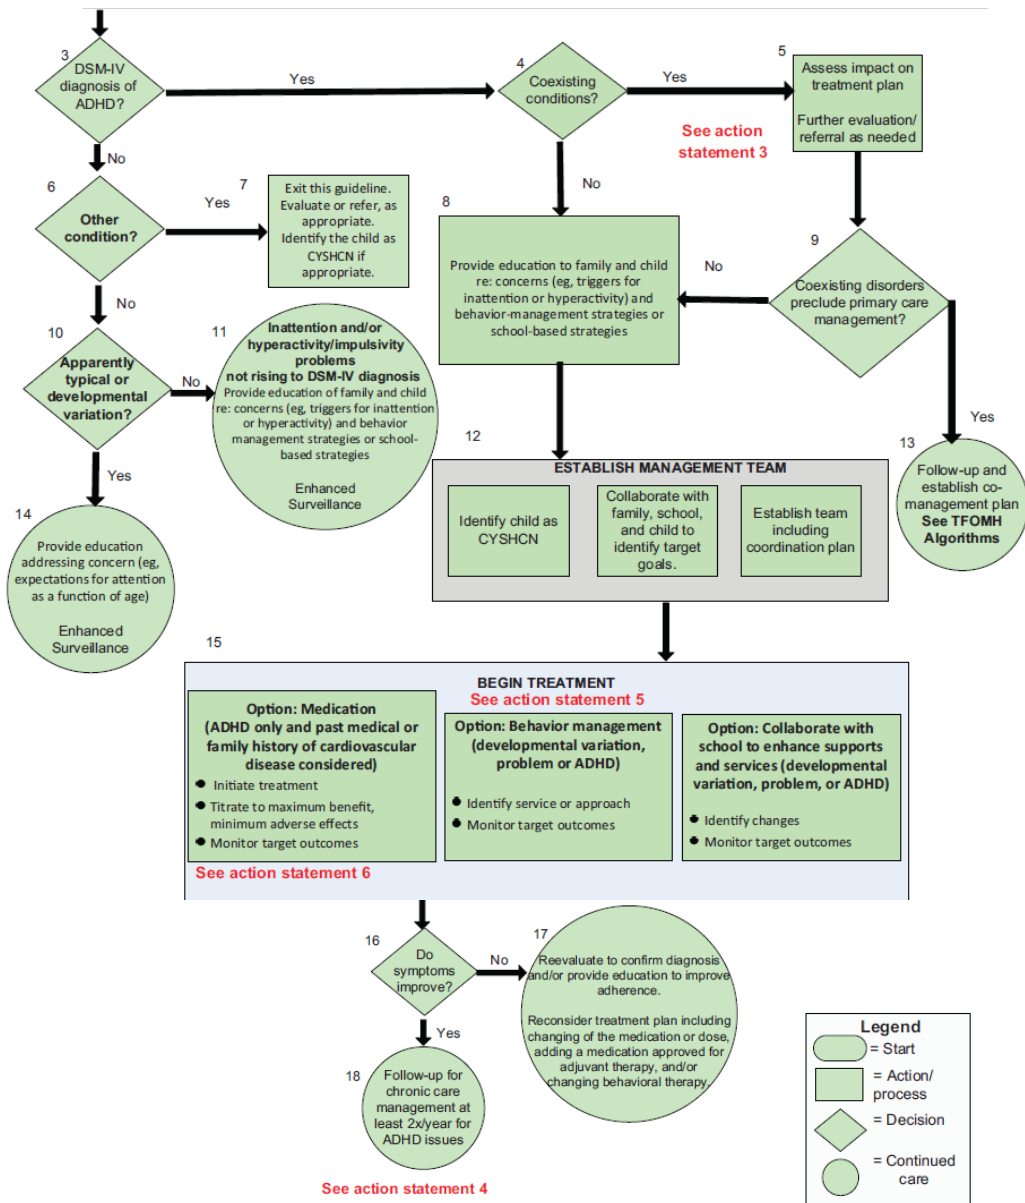 3
DSM-IV
diagnosis of
ADHD?
Yes
4
Coexisting
conditions?
Yes
5
Assess impact on
treatment plan
Further evaluation/
referral as needed
See action
statement 3
No
6
Other
condition?
Yes
7
Exit this guideline.
Evaluate or refer, as
appropriate.
Identify the child as
CYSHCN if
appropriate.
No
8
Provide education to family and child
re: concerns (eg, triggers for
inattention or hyperactivity) and
behavior-management strategies or
school-based strategies
No
9
Coexisting disorders
preclude primary care
management?
No
10
Apparently
typical or
developmental
variation?
No
11
Inattention and/or
hyperactivity/impulsivity
problems
not rising to DSM-IV diagnosis
Provide education of family and child
re: concerns (eg, triggers for inattention
or hyperactivity) and behavior
management strategies or school-
based strategies
Enhanced
Surveillance
Yes
12
ESTABLISH MANAGEMENT TEAM
Identify child as
CYSHCN
Collaborate with
family, school,
and child to
identify target
goals.
Establish team
including
coordination plan
Yes
13
Follow-up and
establish co-
management plan
See TFOMH
Algorithms
14
Provide education
addressing concern (eg,
expectations for attention
as a function of age)
Enhanced
Surveillance
15
BEGIN TREATMENT
See action statement 5
Option: Medication
(ADHD only and past medical or
family history of cardiovascular
disease considered)
● Initiate treatment
● Titrate to maximum benefit,
minimum adverse effects
● Monitor target outcomes
See action statement 6
Option: Behavior management
(developmental variation,
problem or ADHD)
● Identify service or approach
● Monitor target outcomes
Option: Collaborate with
school to enhance supports
and services (developmental
variation, problem, or ADHD)
● Identify changes
● Monitor target outcomes
16
Do
symptoms
improve?
No
17
Reevaluate to confirm diagnosis
and/or provide education to improve
adherence.
Reconsider treatment plan including
changing of the medication or dose,
adding a medication approved for
adjuvant therapy, and/or
changing behavioral therapy.
Yes
18
Follow-up for
chronic care
management at
least 2x/year for
ADHD issues
See action statement 4
Legend
= Start
= Action/
process
= Decision
= Continued
care